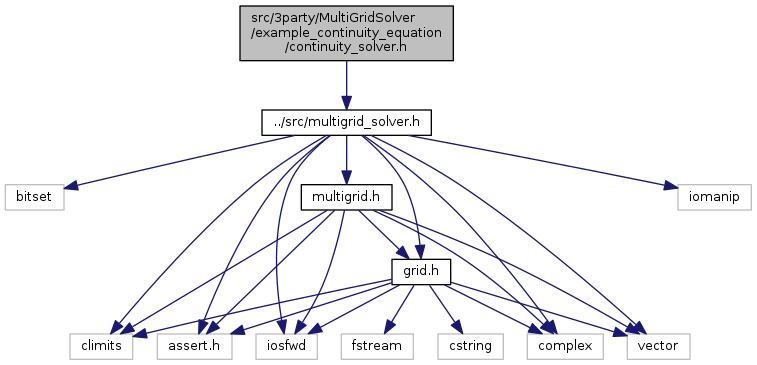 src/3party/MultiGridSolver
/example_continuity_equation
/continuity_solver.h
../src/multigrid_solver.h
bitset
multigrid.h
iomanip
grid.h
climits
assert.h
iosfwd
fstream
cstring
complex
vector